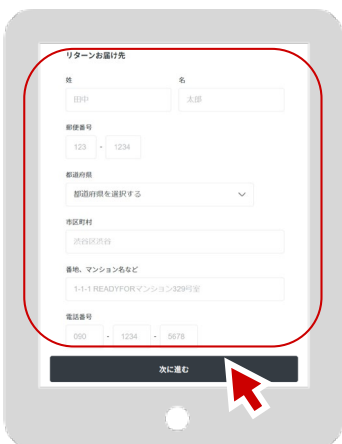 リターンお届け先
姓 名
田中 太郎
郵便番号
123 - 1234
都道府県
都道府県を選択する
市区町村
渋谷区渋谷
番地、マンション名など
1-1-1 READYFORマンション329号室
電話番号
090 - 1234 - 5678
次に進む